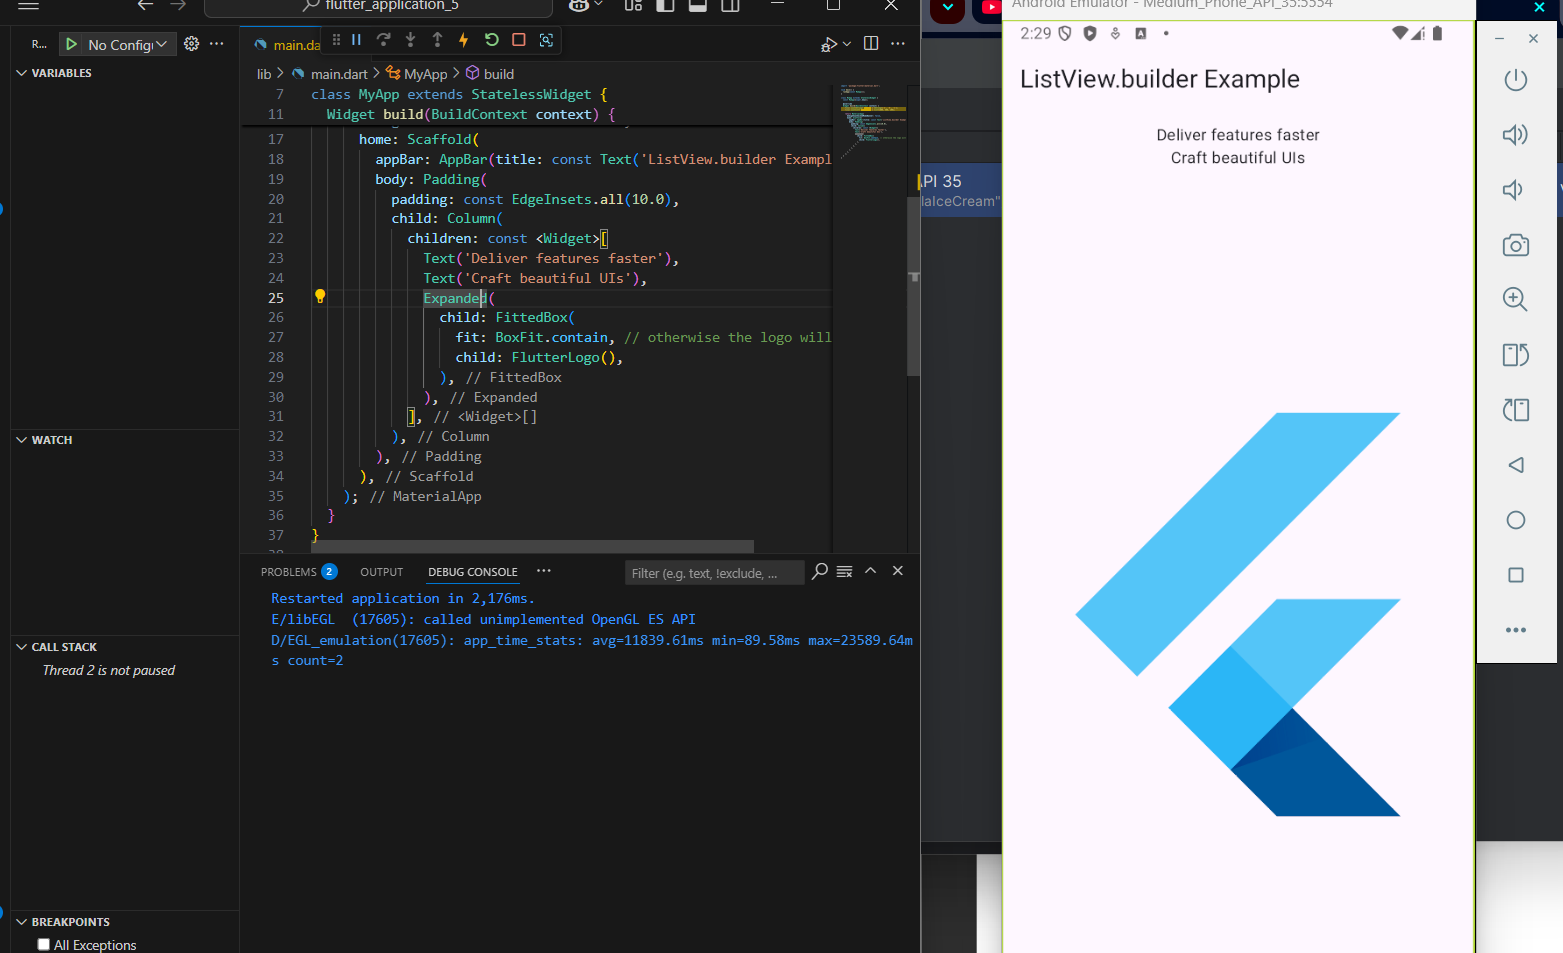 flutter_application_5
R...
No Config
main.da
lib > main.dart > MyApp > build
VARIABLES
7 class MyApp extends StatelessWidget {
11 Widget build(BuildContext context) {
17 home: Scaffold(
18 appBar: AppBar(title: const Text('ListView.builder Exampl
19 body: Padding(
20 padding: const EdgeInsets.all(10.0),
21 child: Column(
22 children: const <Widget>[
23 Text('Deliver features faster'),
24 Text('Craft beautiful UIs'),
25 Expanded(
26 child: FittedBox(
27 fit: BoxFit.contain, // otherwise the logo will
28 child: FlutterLogo(),
29 ), // FittedBox
30 ), // Expanded
31 ], // <Widget>[]
32 ), // Column
33 ), // Padding
34 ), // Scaffold
35 ); // MaterialApp
36 }
37 }
WATCH
CALL STACK
Thread 2 is not paused
BREAKPOINTS
All Exceptions
PROBLEMS 2 OUTPUT DEBUG CONSOLE
Filter (e.g. text, !exclude, ...
Restarted application in 2,176ms.
E/libEGL (17605): called unimplemented OpenGL ES API
D/EGL_emulation(17605): app_time_stats: avg=11839.61ms min=89.58ms max=23589.64m
s count=2
API 35
laIceCream"
Android Emulator - Medium_Phone_API_35:5554
2:29
ListView.builder Example
Deliver features faster
Craft beautiful UIs